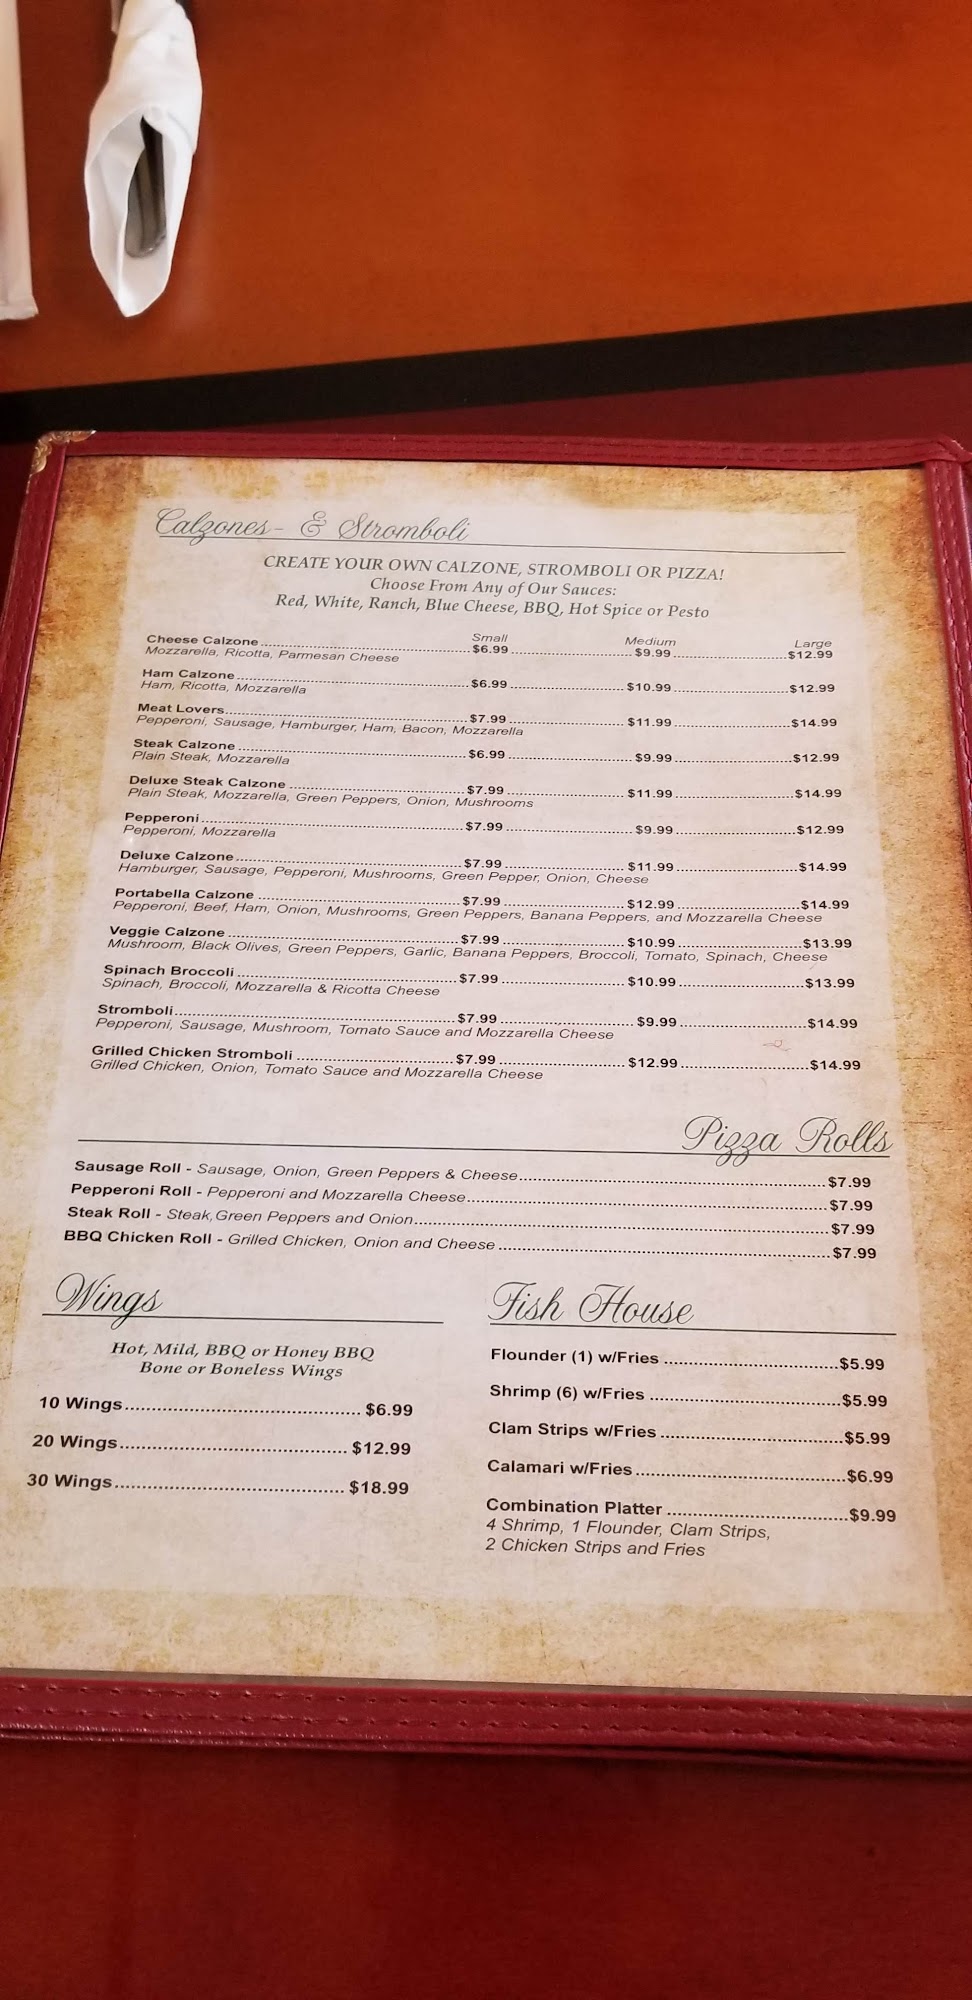 Calzones - & Stromboli
CREATE YOUR OWN CALZONE, STROMBOLI OR PIZZA!
Choose From Any of Our Sauces:
Red, White, Ranch, Blue Cheese, BBQ, Hot Spice or Pesto
Small Medium Large
Cheese Calzone $6.99 $9.99 $12.99
Mozzarella, Ricotta, Parmesan Cheese
Ham Calzone $6.99 $10.99 $12.99
Ham, Ricotta, Mozzarella
Meat Lovers $7.99 $11.99 $14.99
Pepperoni, Sausage, Hamburger, Ham, Bacon, Mozzarella
Steak Calzone $6.99 $9.99 $12.99
Plain Steak, Mozzarella
Deluxe Steak Calzone $7.99 $11.99 $14.99
Plain Steak, Mozzarella, Green Peppers, Onion, Mushrooms
Pepperoni $7.99 $9.99 $12.99
Pepperoni, Mozzarella
Deluxe Calzone $7.99 $11.99 $14.99
Hamburger, Sausage, Pepperoni, Mushrooms, Green Pepper, Onion, Cheese
Portabella Calzone $7.99 $12.99 $14.99
Pepperoni, Beef, Ham, Onion, Mushrooms, Green Peppers, Banana Peppers, and Mozzarella Cheese
Veggie Calzone $7.99 $10.99 $13.99
Mushroom, Black Olives, Green Peppers, Garlic, Banana Peppers, Broccoli, Tomato, Spinach, Cheese
Spinach Broccoli $7.99 $10.99 $13.99
Spinach, Broccoli, Mozzarella & Ricotta Cheese
Stromboli $7.99 $9.99 $14.99
Pepperoni, Sausage, Mushroom, Tomato Sauce and Mozzarella Cheese
Grilled Chicken Stromboli $7.99 $12.99 $14.99
Grilled Chicken, Onion, Tomato Sauce and Mozzarella Cheese
Pizza Rolls
Sausage Roll - Sausage, Onion, Green Peppers & Cheese $7.99
Pepperoni Roll - Pepperoni and Mozzarella Cheese $7.99
Steak Roll - Steak, Green Peppers and Onion $7.99
BBQ Chicken Roll - Grilled Chicken, Onion and Cheese $7.99
Wings
Hot, Mild, BBQ or Honey BBQ
Bone or Boneless Wings
10 Wings $6.99
20 Wings $12.99
30 Wings $18.99
Fish House
Flounder (1) w/Fries $5.99
Shrimp (6) w/Fries $5.99
Clam Strips w/Fries $5.99
Calamari w/Fries $6.99
Combination Platter $9.99
4 Shrimp, 1 Flounder, Clam Strips,
2 Chicken Strips and Fries